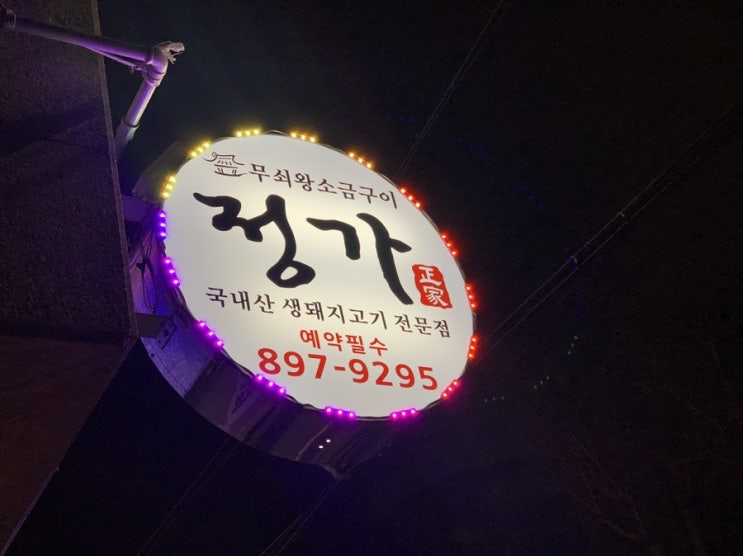 무쇠왕소금구이
정가
正家
국내산 생돼지고기 전문점
예약필수
897-9295